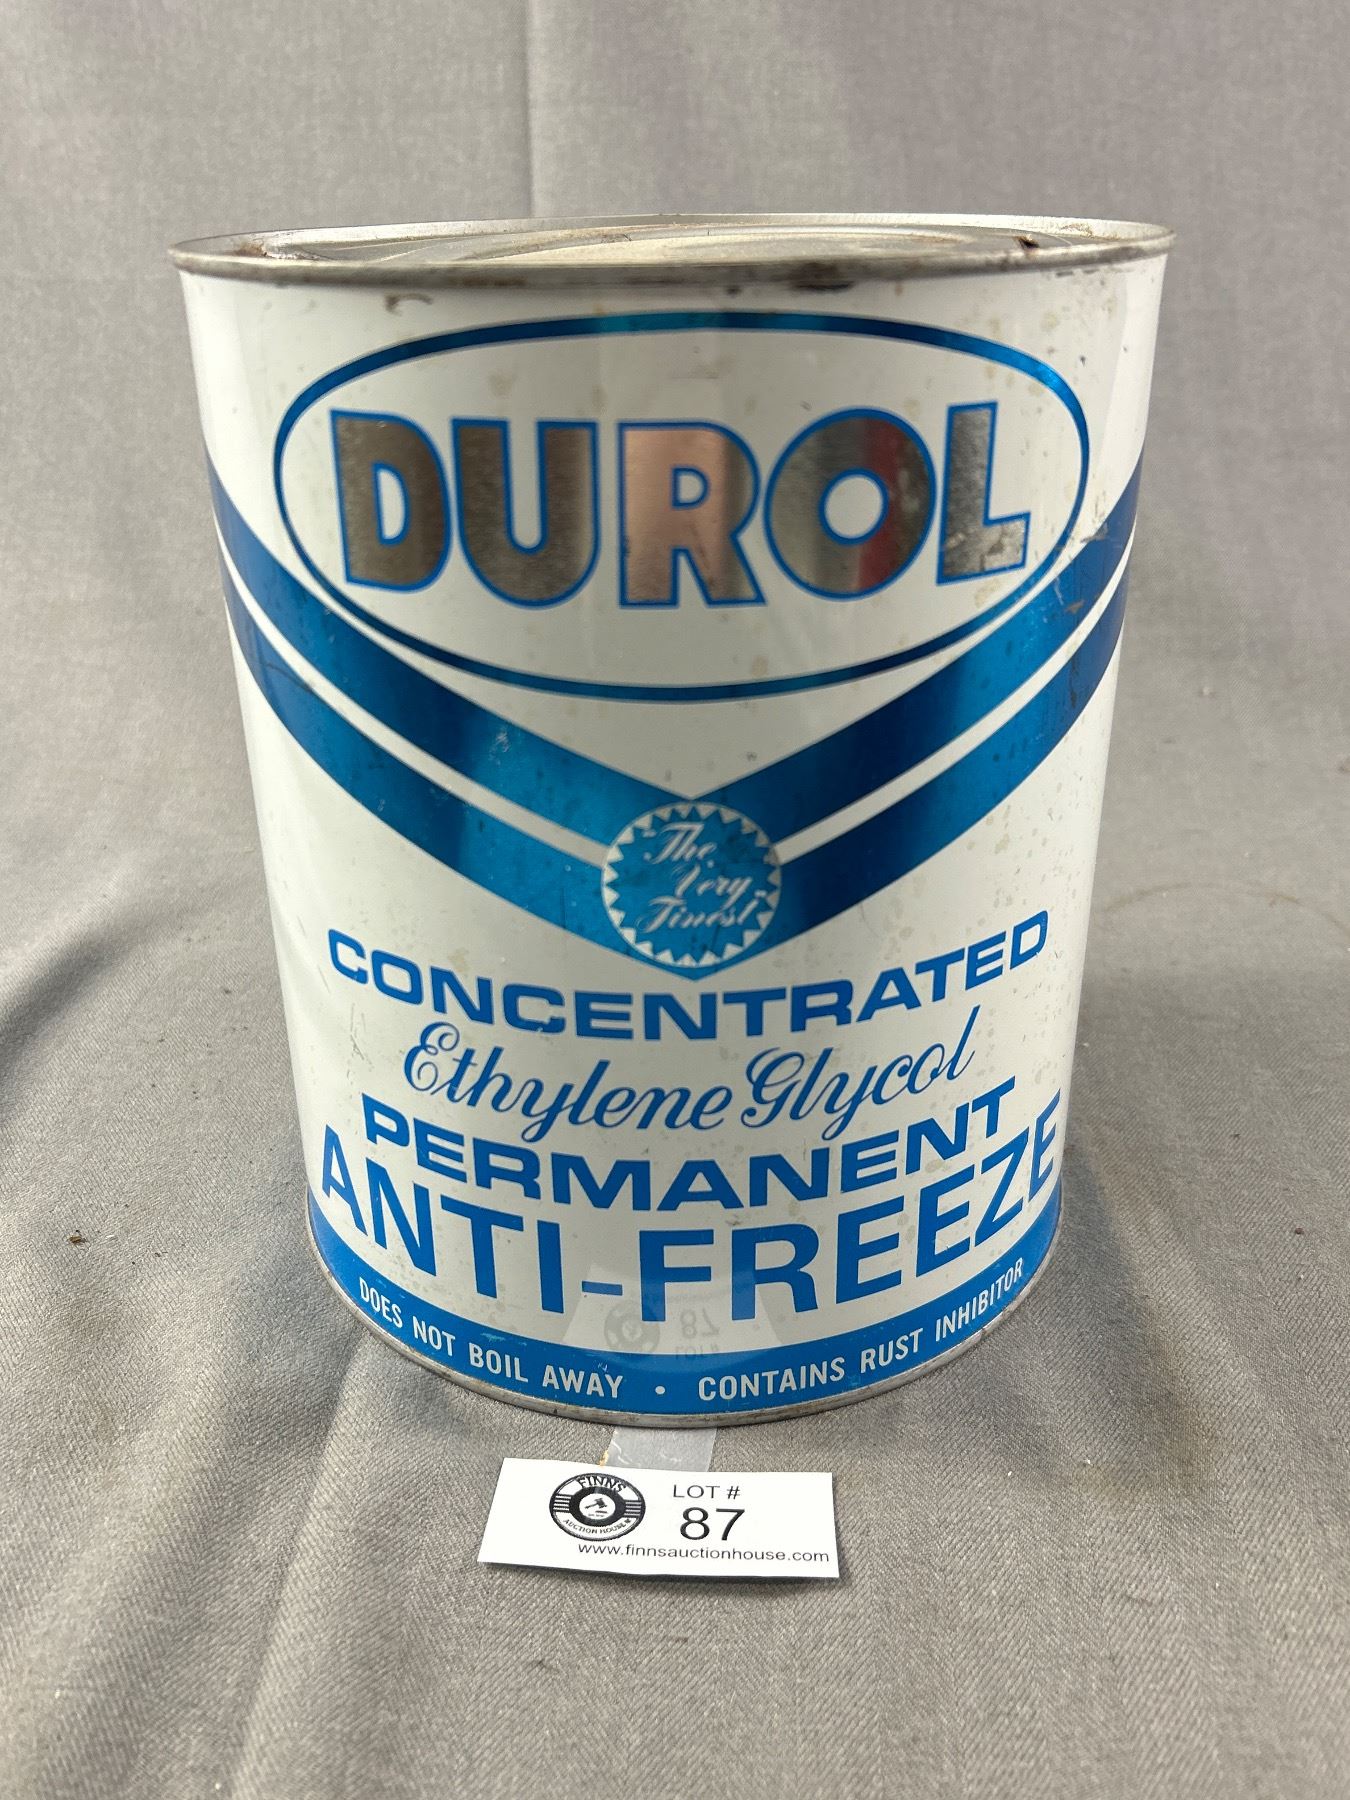 DUROL
"The
Very
Finest"
CONCENTRATED
Ethylene Glycol
PERMANENT
ANTI-FREEZE
DOES NOT BOIL AWAY • CONTAINS RUST INHIBITOR
FINNS
AUCTION HOUSE
LOT #
87
www.finnsauctionhouse.com